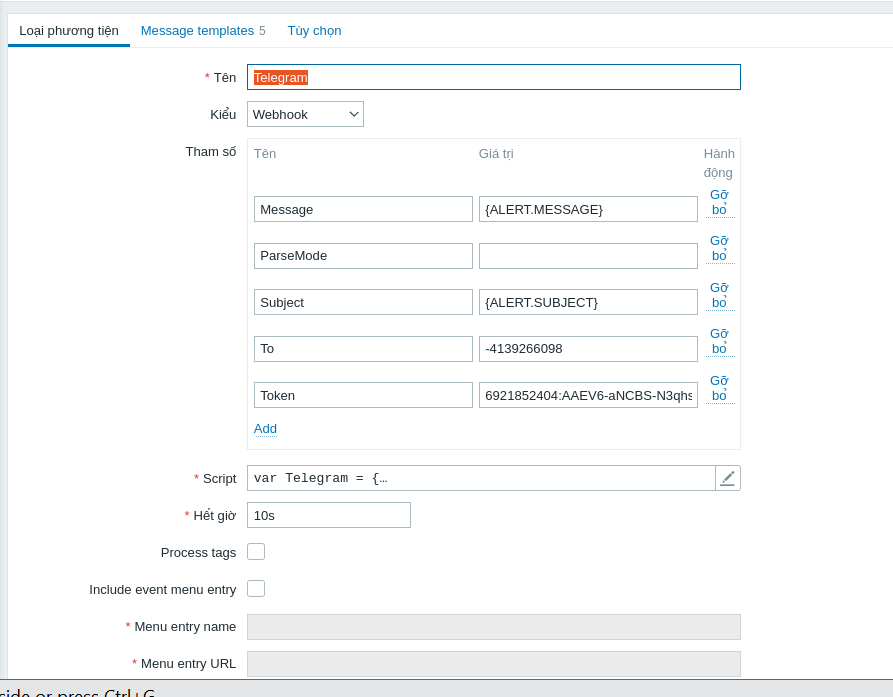 Loại phương tiện Message templates 5 Tùy chọn
* Tên Telegram
Kiểu Webhook
Tham số Tên Giá trị Hành động
Message {ALERT.MESSAGE} Gỡ bỏ
ParseMode Gỡ bỏ
Subject {ALERT.SUBJECT} Gỡ bỏ
To -4139266098 Gỡ bỏ
Token 6921852404:AAEV6-aNCBS-N3qhs Gỡ bỏ
Add
* Script var Telegram = {…
* Hết giờ 10s
Process tags
Include event menu entry
* Menu entry name
* Menu entry URL
side or press Ctrl+G